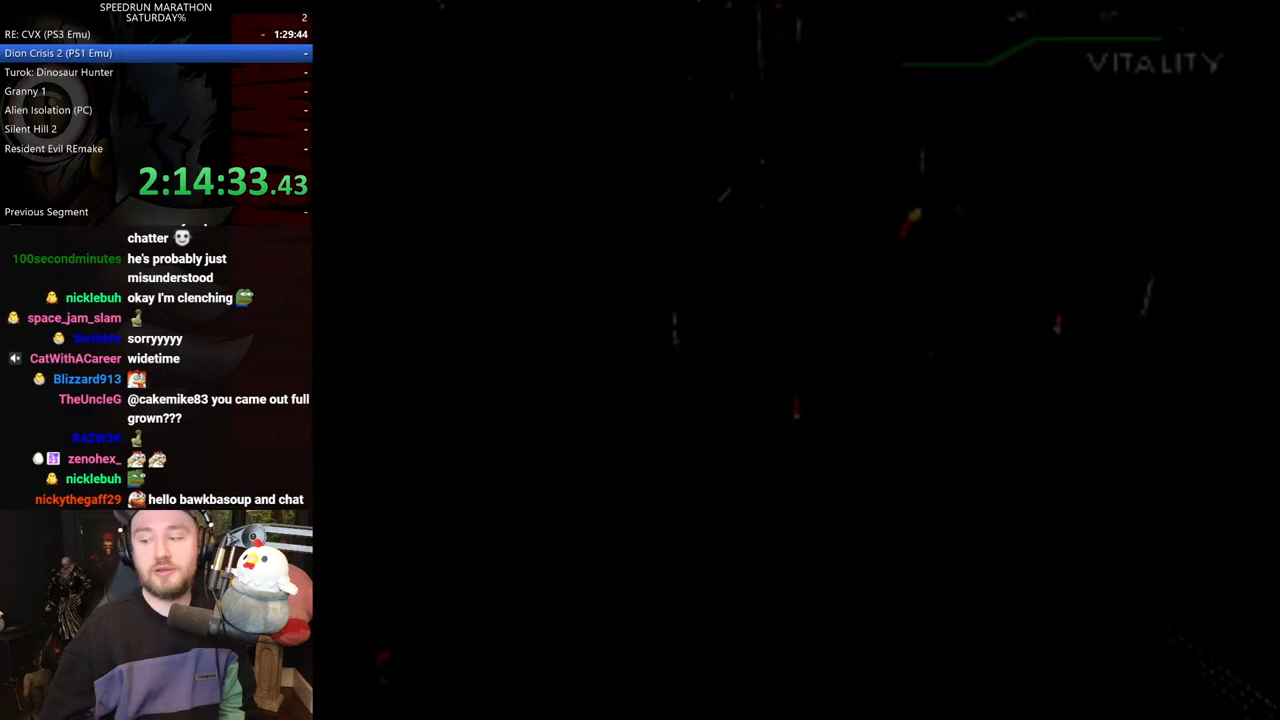 SPEEDRUN MARATHON
SATURDAY%
2
RE: CVX (PS3 Emu) - 1:29:44
Dion Crisis 2 (PS1 Emu) -
Turok: Dinosaur Hunter -
Granny 1 -
Alien Isolation (PC) -
Silent Hill 2 -
Resident Evil REmake -
2:14:33.43
Previous Segment -
chatter
100secondminutes he's probably just
misunderstood
nicklebuh okay I'm clenching
space_jam_slam
sorryyyyy
CatWithACareer widetime
Blizzard913
TheUncleG @cakemike83 you came out full
grown???
R4ZW3K
zenohex_
nicklebuh
nickythegaff29 hello bawkbasoup and chat
VITALITY